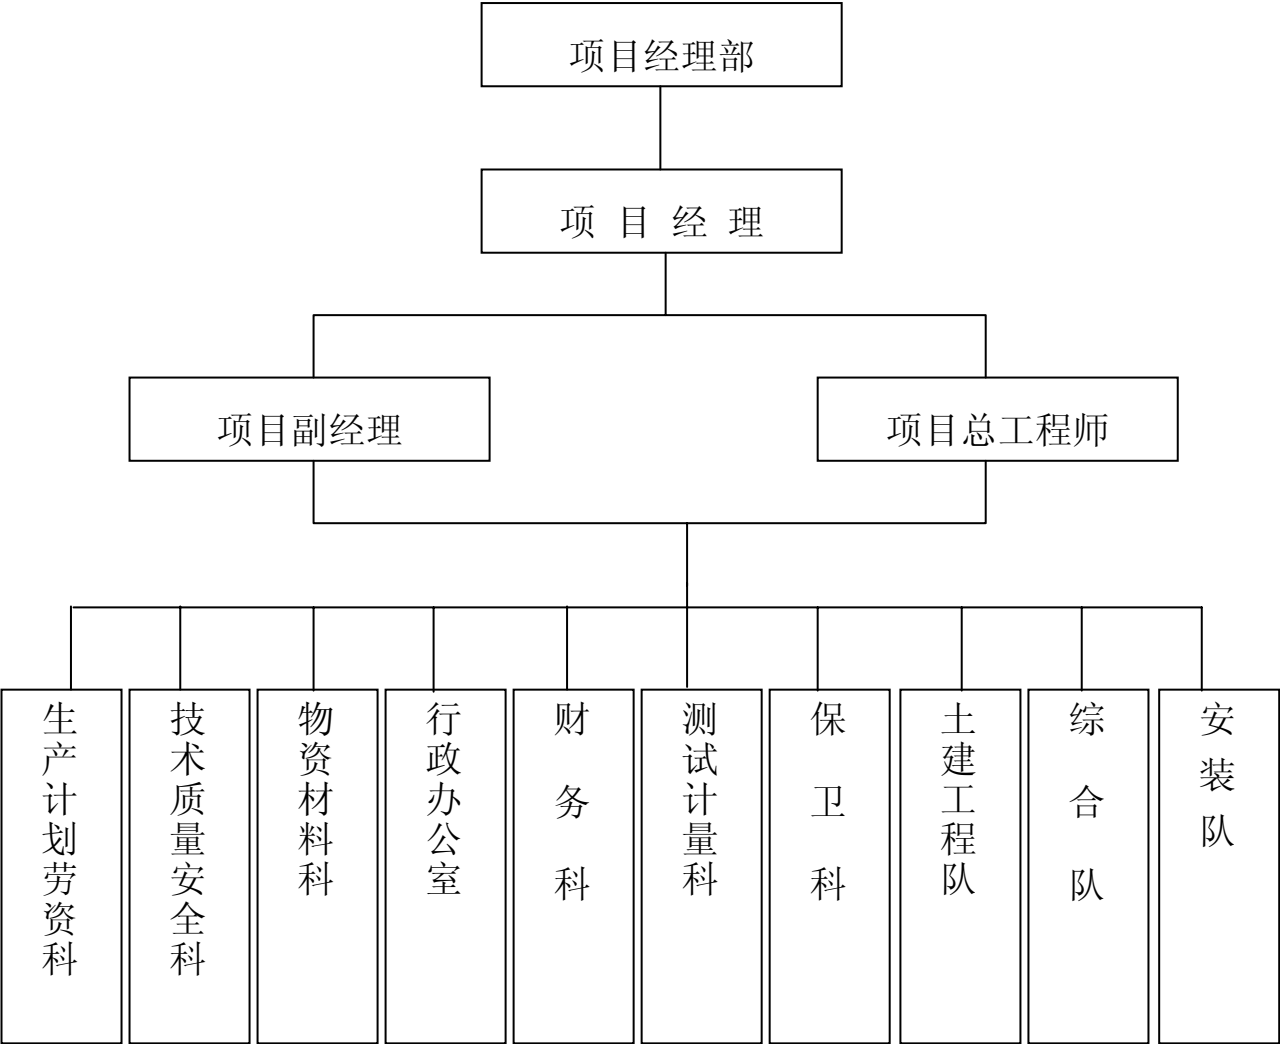 项目经理部
项 目 经 理
项目副经理
项目总工程师
生产计划劳资科
技术质量安全科
物资材料科
行政办公室
财务科
测试计量科
保卫科
土建工程队
综合队
安装队